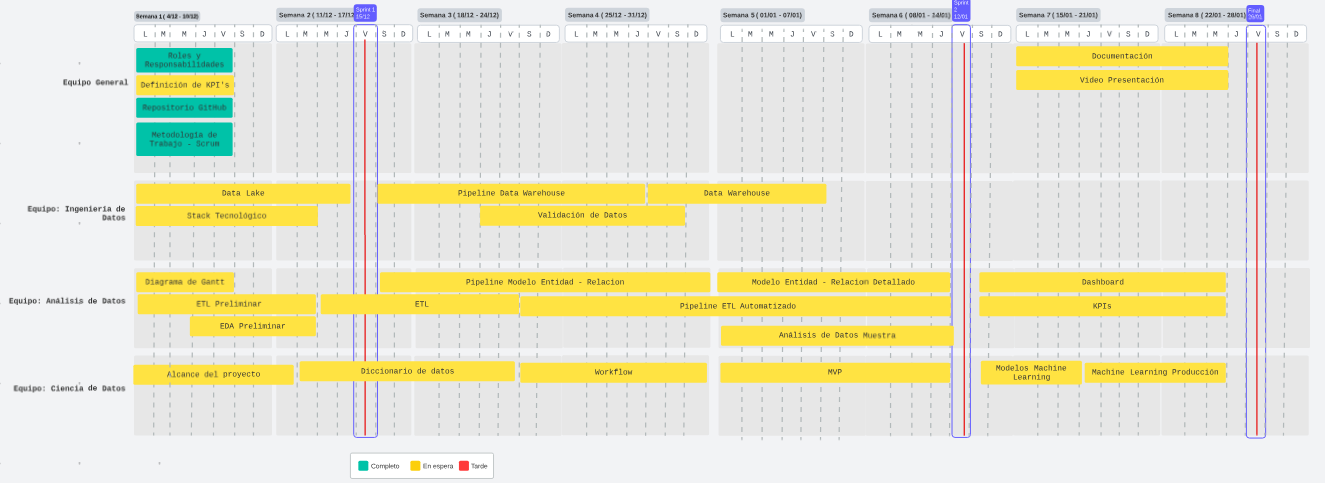 Semana 1 ( 4/12 - 10/12)
Semana 2 ( 11/12 - 17/12
Sprint 1
15/12
Semana 3 (18/12 - 24/12)
Semana 4 (25/12 - 31/12)
Semana 5 (01/01 - 07/01)
Semana 6 (08/01 - 14/01)
Sprint
2
12/01
Semana 7 (15/01 - 21/01)
Semana 8 (22/01 - 28/01)
Final
26/01
L M M J V S D
L M M J V S D
L M M J V S D
L M M J V S D
L M M J V S D
L M M J V S D
L M M J V S D
L M M J V S D
Equipo General
Roles y
Responsabilidades
Documentación
Definición de KPI's
Video Presentación
Repositorio GitHub
Metodología de
Trabajo - Scrum
Equipo: Ingeniería de
Datos
Data Lake
Pipeline Data Warehouse
Data Warehouse
Stack Tecnológico
Validación de Datos
Equipo: Análisis de Datos
Diagrama de Gantt
Pipeline Modelo Entidad - Relacion
Modelo Entidad - Relacion Detallado
Dashboard
ETL Preliminar
ETL
Pipeline ETL Automatizado
KPIs
EDA Preliminar
Análisis de Datos Muestra
Equipo: Ciencia de Datos
Alcance del proyecto
Diccionario de datos
Workflow
MVP
Modelos Machine
Learning
Machine Learning Producción
Completo
En espera
Tarde